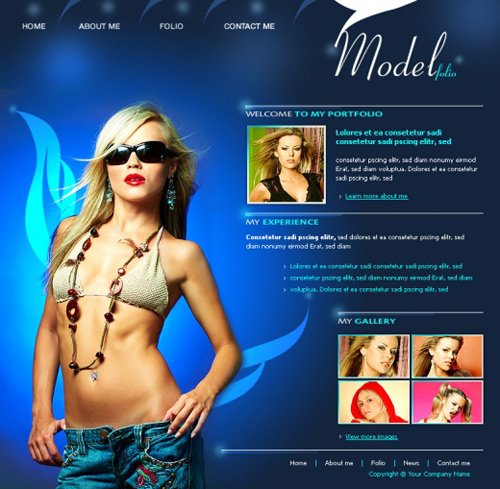 HOME ABOUT ME FOLIO CONTACT ME
Model
folio
WELCOME TO MY PORTFOLIO
Lolores et ea consetetur sadi
consetetur pscing elitr, sed
consetetur pscing elitr, sed diam nonumy eirmod
Erat, sed diam voluptua. Dolores et ea consetetur
sadi pscing elitr, sed
Learn more about me
MY EXPERIENCE
Consetetur sadi pscing elitr, sed dolores et ea consetetur pscing elitr, sed
diam nonumy eirmod Erat, sed diam
Lolores et ea consetetur sadi consetetur sadi pscing elitr, sed
consetetur pscing elitr, sed diam nonumy eirmod Erat, sed diam
voluptua. Dolores et ea consetetur sadi pscing elitr, sed
MY GALLERY
View more images
Home | About me | Folio | News | Contact me
Copyright © Your Company Name